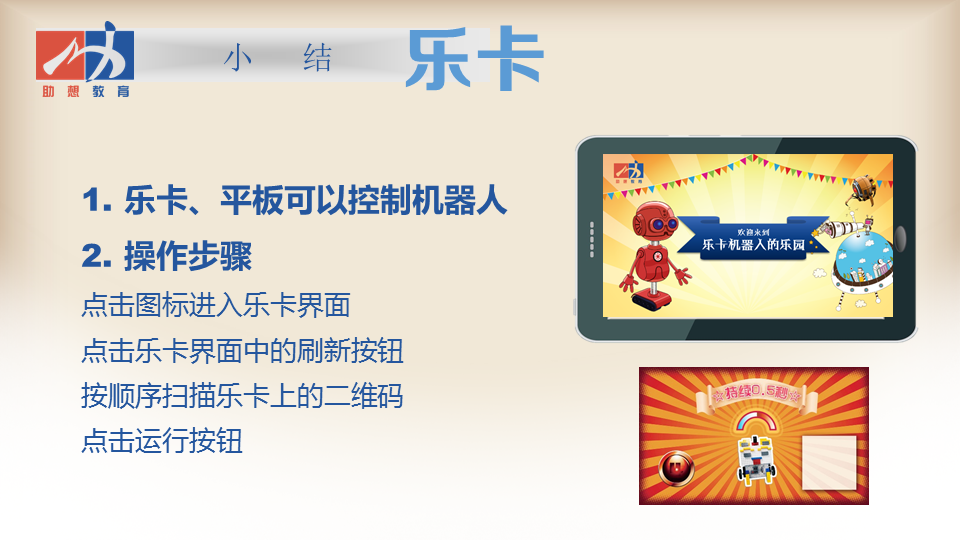 助想教育
小 结
乐卡
1. 乐卡、平板可以控制机器人
2. 操作步骤
点击图标进入乐卡界面
点击乐卡界面中的刷新按钮
按顺序扫描乐卡上的二维码
点击运行按钮
助想教育
欢迎来到
乐卡机器人的乐园
持续0.5秒